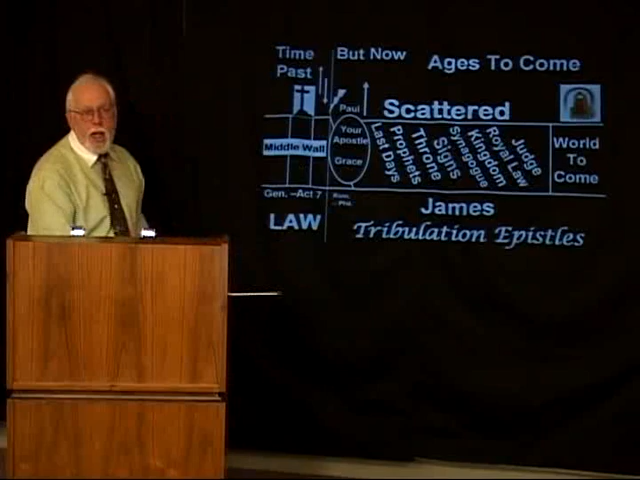 Time
Past
But Now
Ages To Come
Paul
Scattered
Middle Wall
Your
Apostle
Grace
Last Days
Prophets
Throne
Signs
Synagogue
Kingdom
Royal Law
Judge
World
To
Come
Gen. –Act 7
LAW
James
Tribulation Epistles